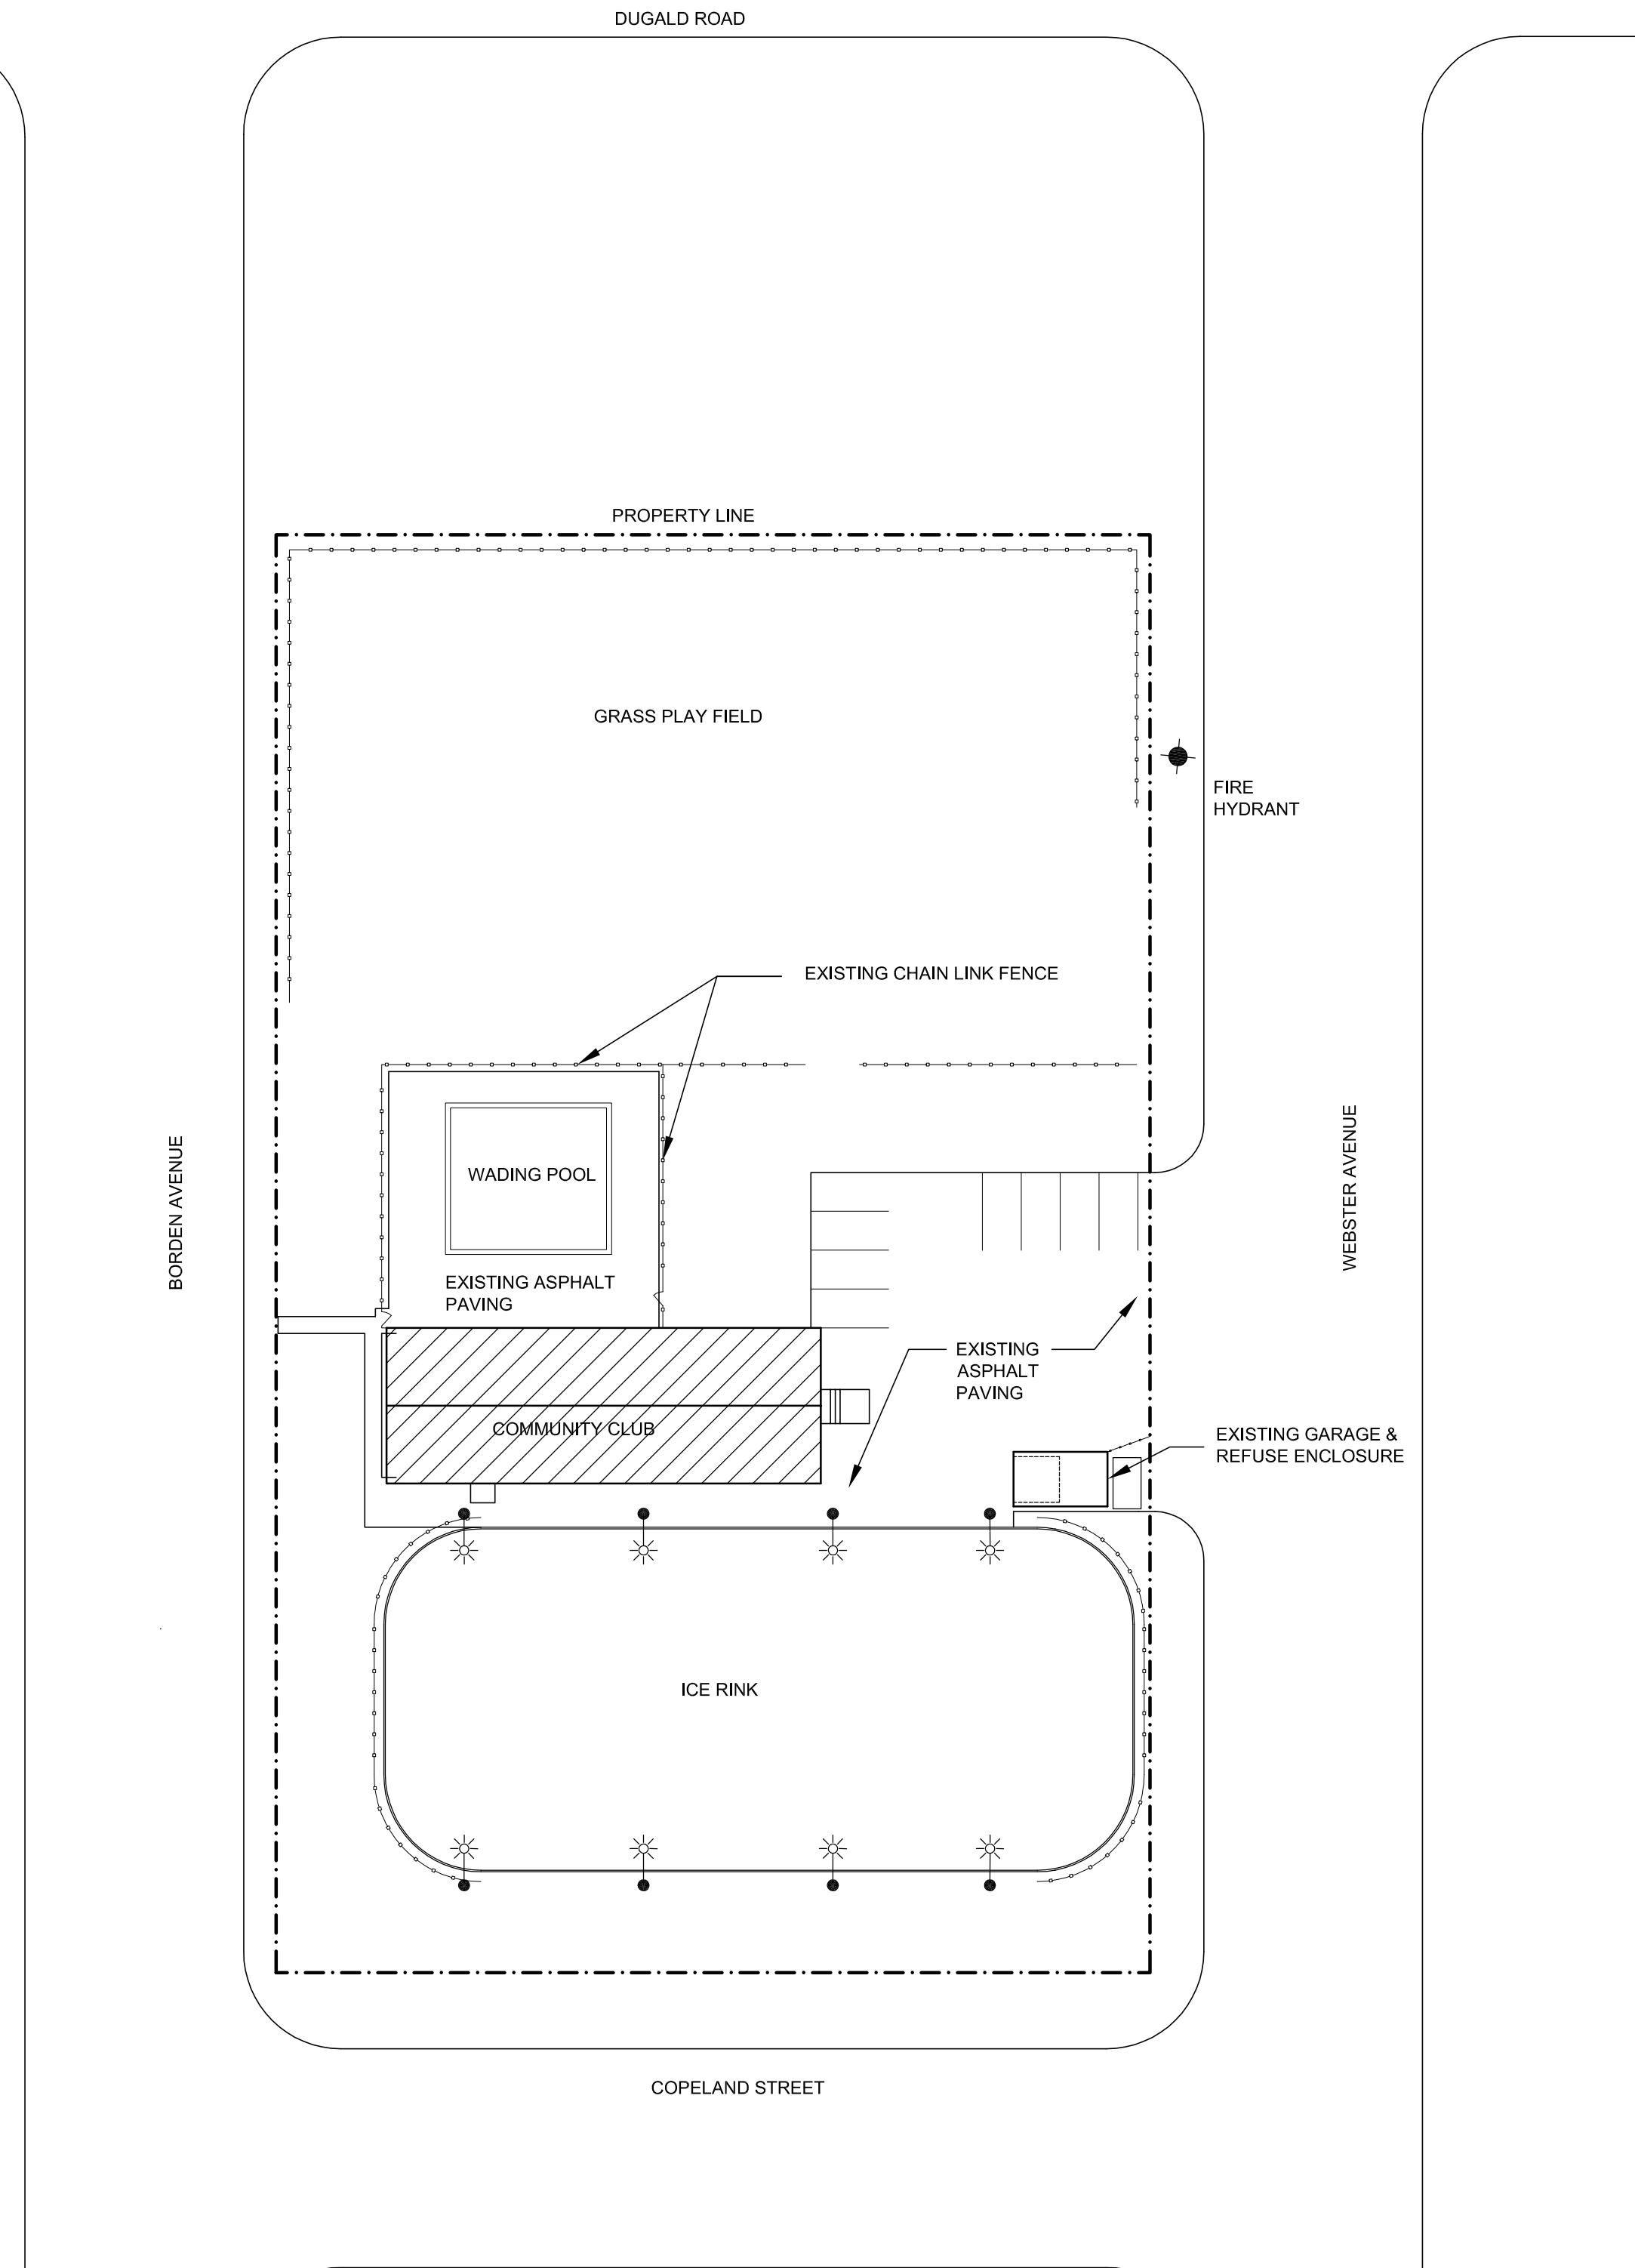 DUGALD ROAD
PROPERTY LINE
GRASS PLAY FIELD
FIRE
HYDRANT
EXISTING CHAIN LINK FENCE
BORDEN AVENUE
WADING POOL
WEBSTER AVENUE
EXISTING ASPHALT
PAVING
EXISTING
ASPHALT
PAVING
COMMUNITY CLUB
EXISTING GARAGE &
REFUSE ENCLOSURE
ICE RINK
COPELAND STREET